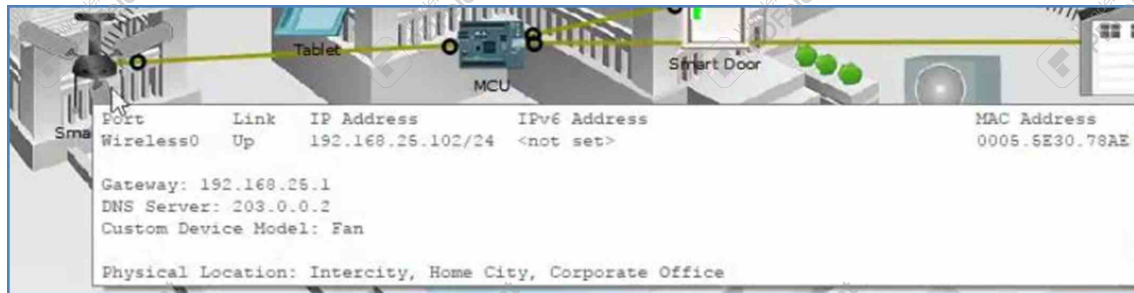 Tablet
MCU
Smart Door
Sma
Port Link IP Address IPv6 Address MAC Address
Wireless0 Up 192.168.25.102/24 <not set> 0005.5E30.78AE
Gateway: 192.168.25.1
DNS Server: 203.0.0.2
Custom Device Model: Fan
Physical Location: Intercity, Home City, Corporate Office